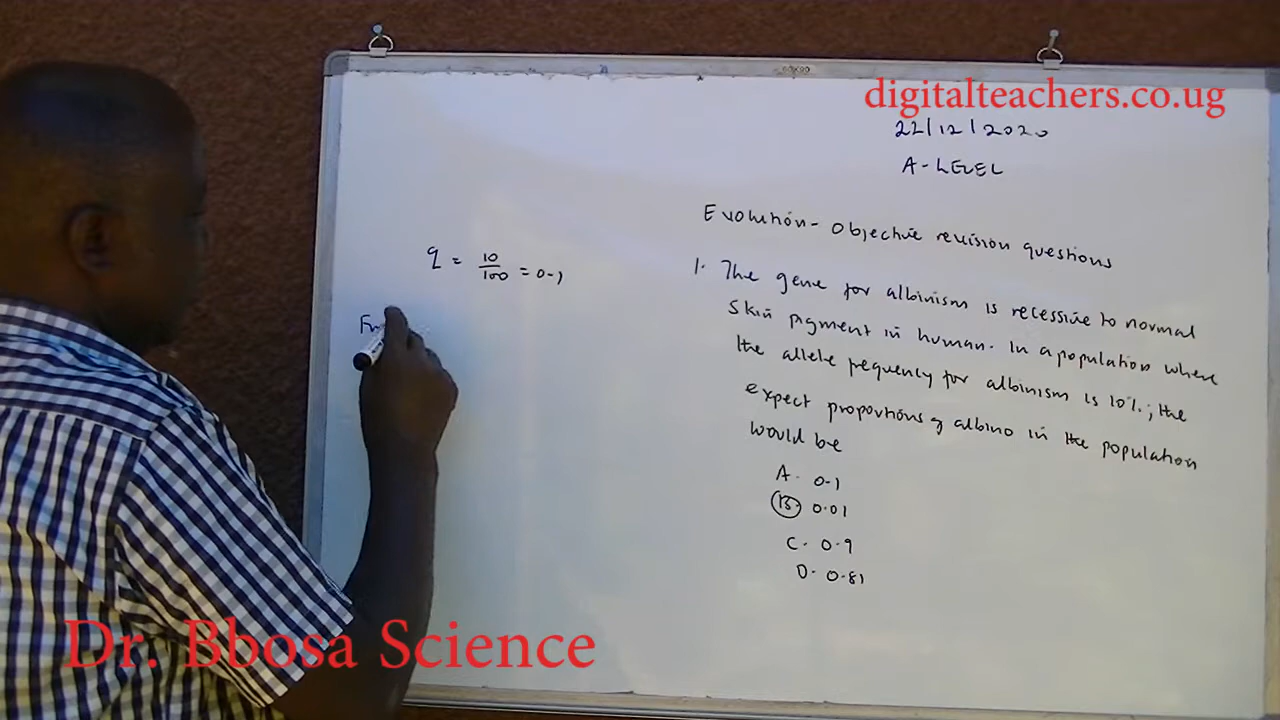 digitalteachers.co.ug
22/12/2020
A-LEVEL
Evolution - Objective revision questions
1. The gene for albinism is recessive to normal
skin pigment in human. In a population where
the allele frequency for albinism is 10%; the
expect proportions of albino in the population
would be
A. 0.1
B. 0.01
C. 0.9
D. 0.81
q = 10/100 = 0.1
Dr. Bbosa Science